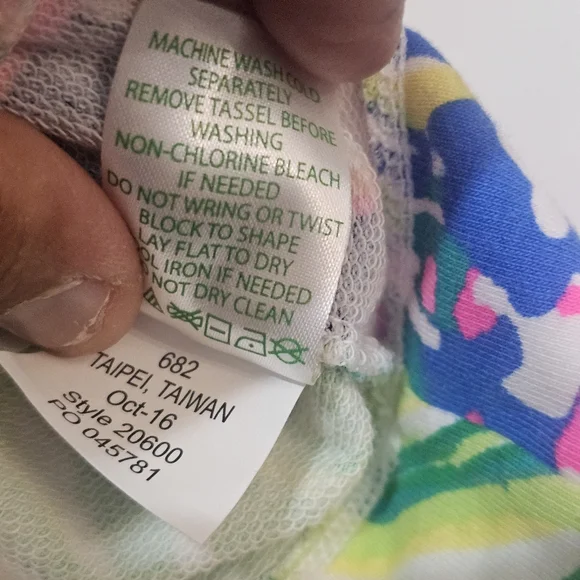 MACHINE WASH COLD
SEPARATELY
REMOVE TASSEL BEFORE
WASHING
NON-CHLORINE BLEACH
IF NEEDED
DO NOT WRING OR TWIST
BLOCK TO SHAPE
LAY FLAT TO DRY
IRON IF NEEDED
NOT DRY CLEAN
682
TAIPEI, TAIWAN
Oct-16
Style 20600
PO 045781